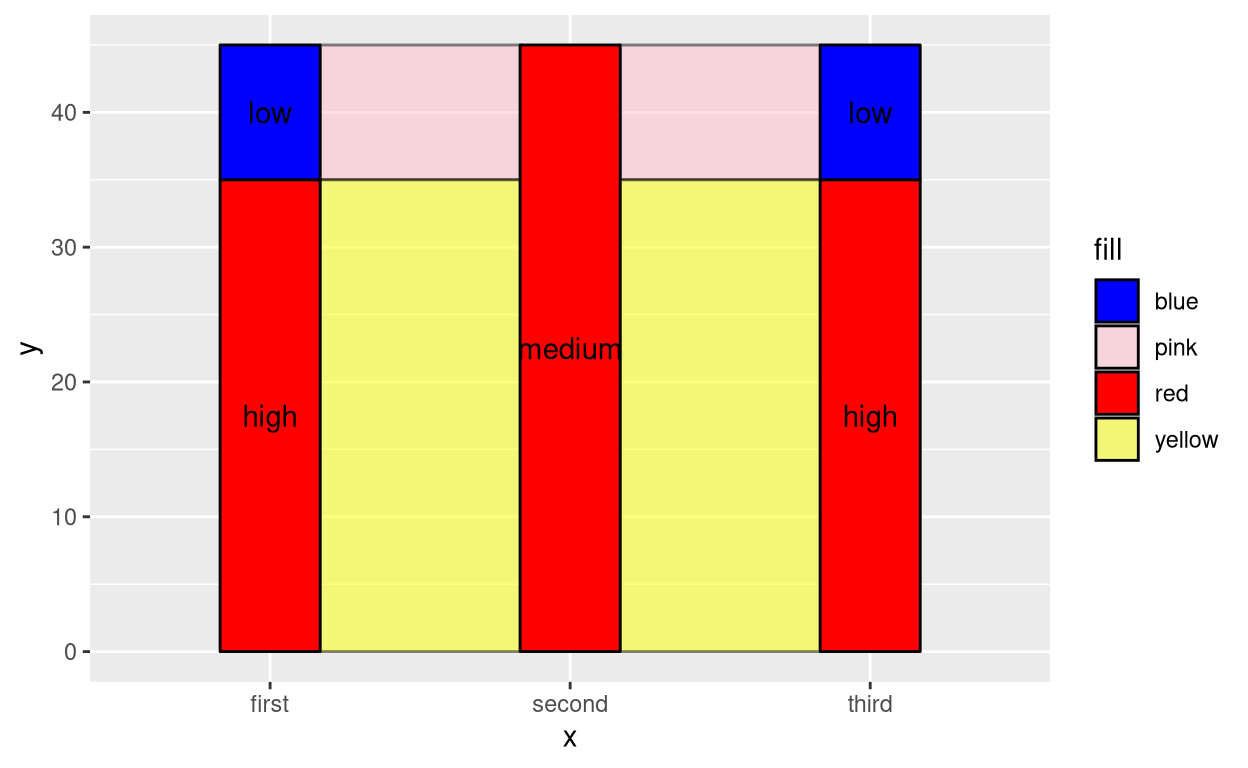 40
30
20
10
0
y
low
low
medium
high
high
first
second
third
x
fill
blue
pink
red
yellow